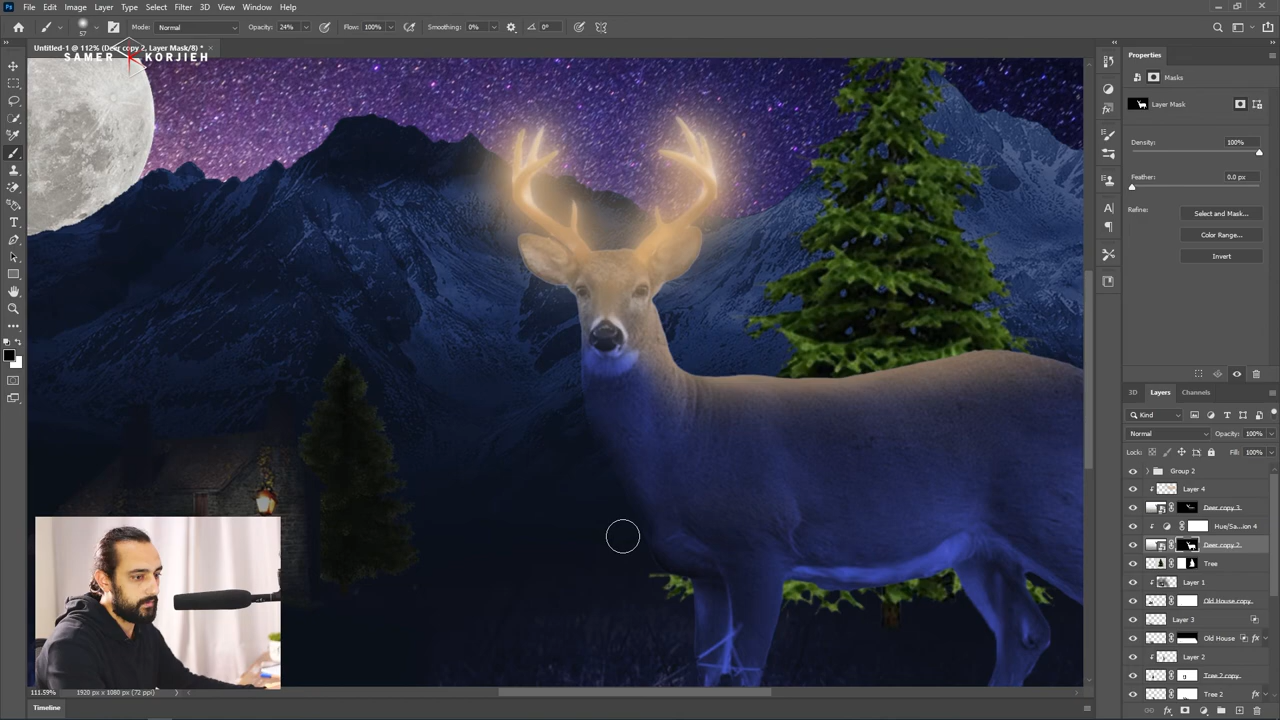 Ps File Edit Image Layer Type Select Filter 3D View Window Help
57 Mode: Normal Opacity: 24% Flow: 100% Smoothing: 0% 0°
Untitled-1 @ 112% (Deer copy 2, Layer Mask/8) * ×
SAMER KORJIEH
Properties
Masks
Layer Mask
Density: 100%
Feather: 0.0 px
Refine:
Select and Mask...
Color Range...
Invert
3D Layers Channels
Kind
Normal Opacity: 100%
Lock: Fill: 100%
Group 2
Layer 4
Deer copy 3
Hue/Sa...ion 4
Deer copy 2
Tree
Layer 1
Old House copy
Layer 3
Old House fx
Layer 2
Tree 2 copy
Tree 2 fx
111.59% 1920 px x 1080 px (72 ppi)
Timeline